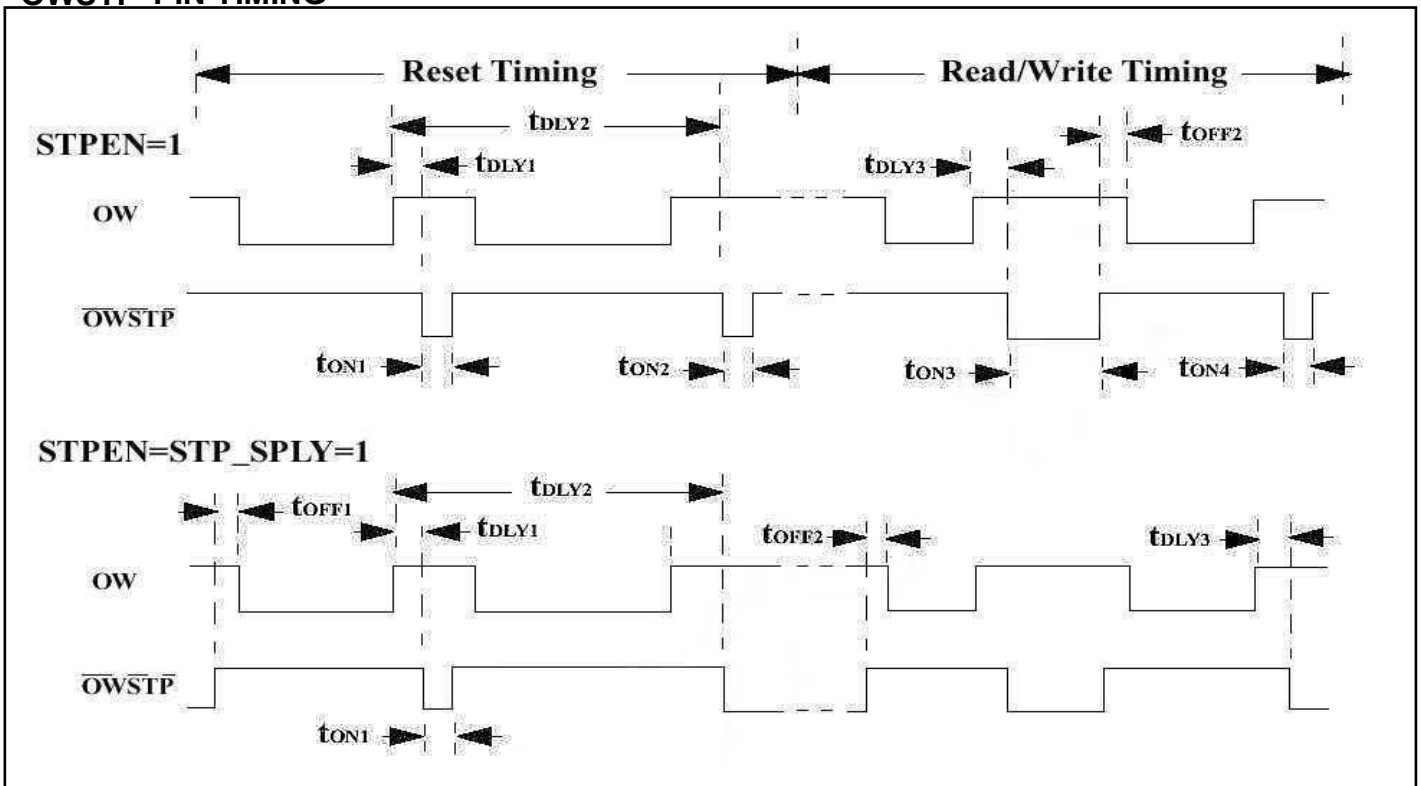 Reset Timing Read/Write Timing
STPEN=1 tDLY2 tOFF2
tDLY1 tDLY3
OW
OWSTP
tON1 tON2 tON3 tON4
STPEN=STP_SPLY=1
tOFF1 tDLY2
tDLY1 tOFF2 tDLY3
OW
OWSTP
tON1